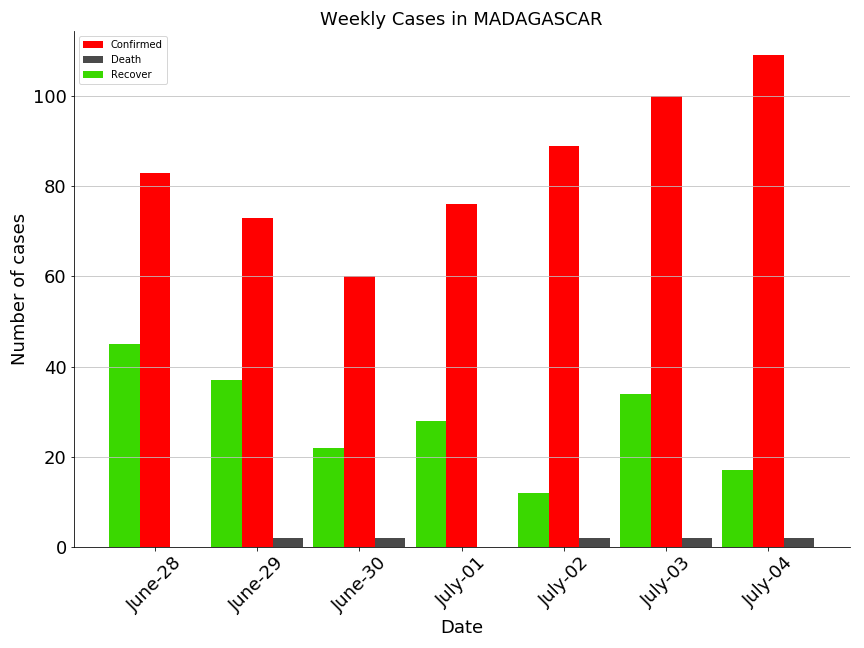 Weekly Cases in MADAGASCAR
Confirmed
Death
Recover
Number of cases
100
80
60
40
20
0
June-28
June-29
June-30
July-01
July-02
July-03
July-04
Date